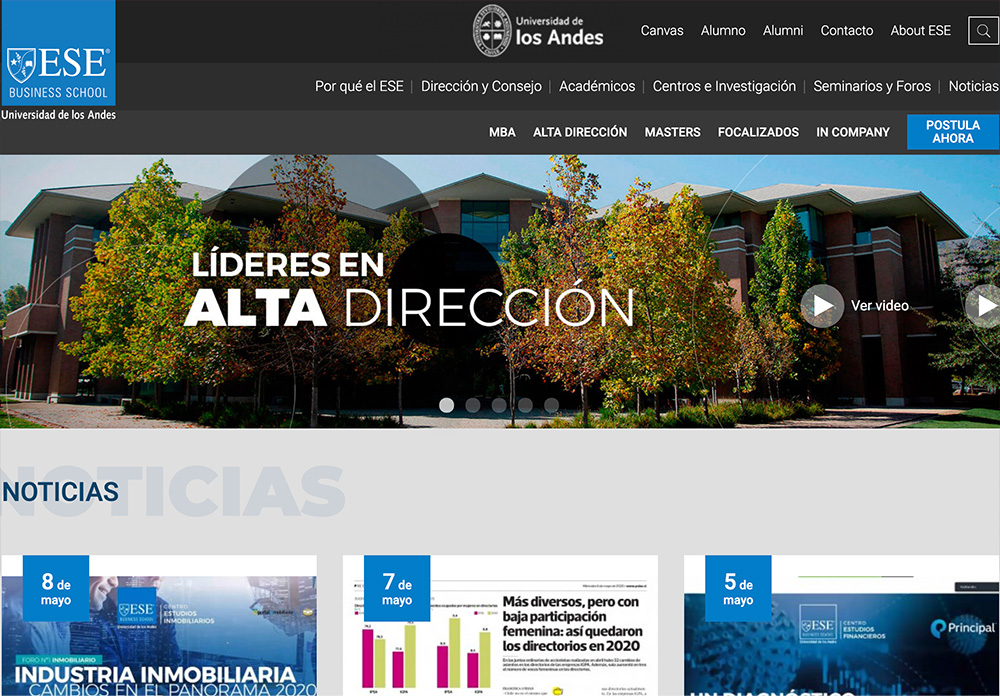 Universidad de
los Andes
Canvas Alumno Alumni Contacto About ESE
ESE
BUSINESS SCHOOL
Universidad de los Andes
Por qué el ESE | Dirección y Consejo | Académicos | Centros e Investigación | Seminarios y Foros | Noticias
MBA ALTA DIRECCIÓN MASTERS FOCALIZADOS IN COMPANY
POSTULA
AHORA
LÍDERES EN
ALTA DIRECCIÓN
Ver video
NOTICIAS
NOTICIAS
8 de
mayo
ESE
BUSINESS SCHOOL
CENTRO
ESTUDIOS
INMOBILIARIOS
FORO N°1 INMOBILIARIO
INDUSTRIA INMOBILIARIA
CAMBIOS EN EL PANORAMA 2020
7 de
mayo
Más diversos, pero con
baja participación
femenina: así quedaron
los directorios en 2020
5 de
mayo
ESE
CENTRO
ESTUDIOS
FINANCIEROS
Principal
UN DIAGNÓSTICO